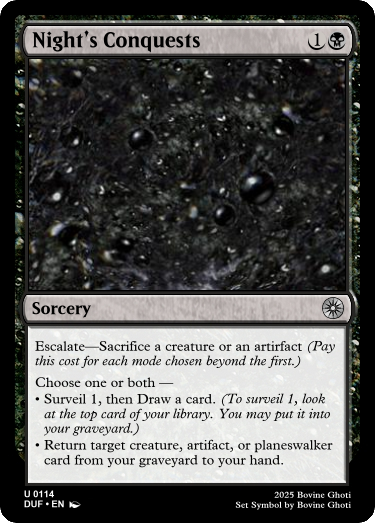 Night's Conquests 1
Sorcery
Escalate—Sacrifice a creature or an artirfact (Pay
this cost for each mode chosen beyond the first.)
Choose one or both —
• Surveil 1, then Draw a card. (To surveil 1, look
at the top card of your library. You may put it into
your graveyard.)
• Return target creature, artifact, or planeswalker
card from your graveyard to your hand.
U 0114
DUF • EN
2025 Bovine Ghoti
Set Symbol by Bovine Ghoti